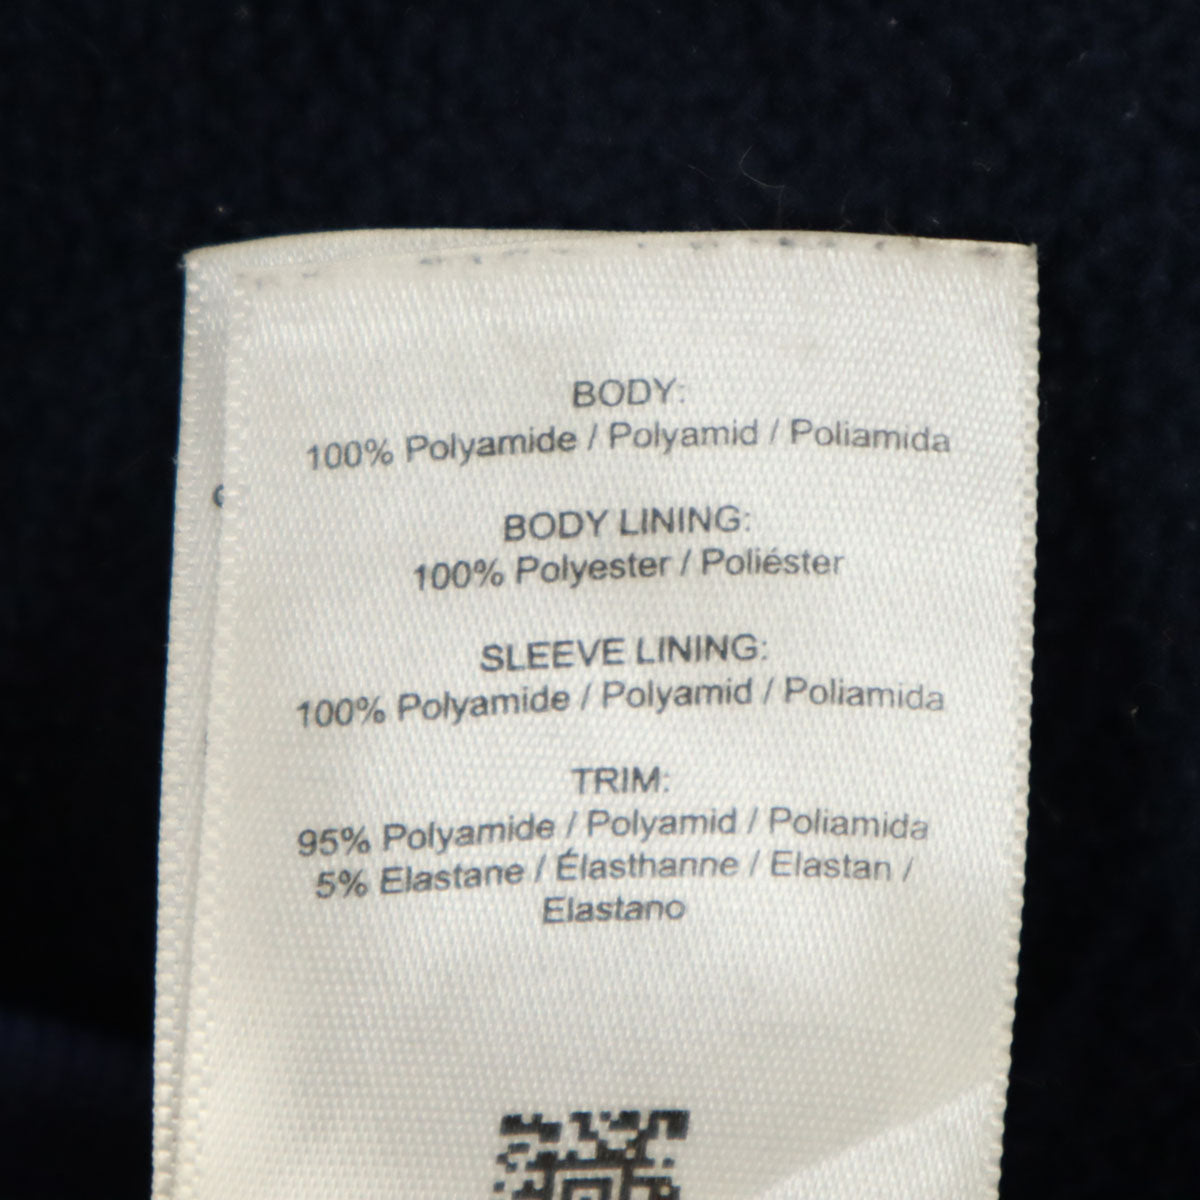 BODY:
100% Polyamide / Polyamid / Poliamida
BODY LINING:
100% Polyester / Poliéster
SLEEVE LINING:
100% Polyamide / Polyamid / Poliamida
TRIM:
95% Polyamide / Polyamid / Poliamida
5% Elastane / Élasthanne / Elastan /
Elastano